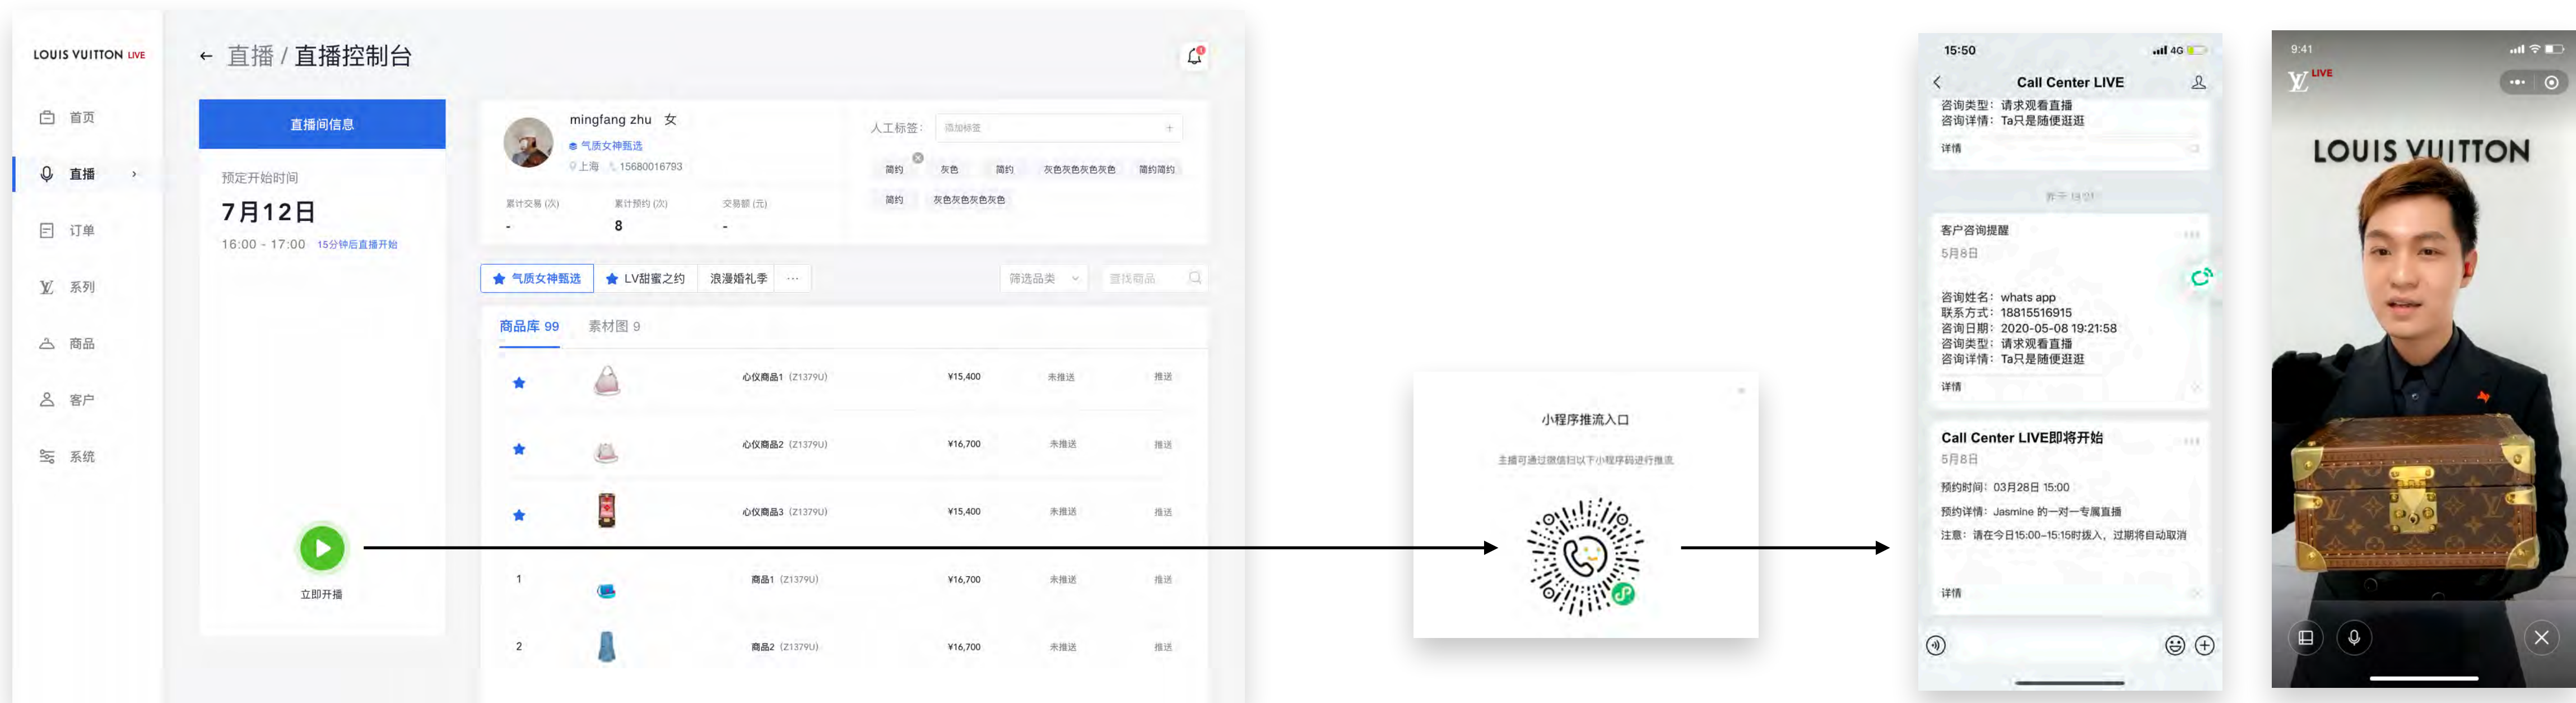 LOUIS VUITTON LIVE
← 直播 / 直播控制台
首页
直播
订单
系列
商品
客户
系统
直播间信息
预定开始时间
7月12日
16:00 - 17:00 15分钟后直播开始
立即开播
mingfang zhu 女
气质女神甄选
上海 15680016793
累计交易 (次) 累计预约 (次) 交易额 (元)
- 8 -
人工标签: 添加标签 +
简约 灰色 简约 灰色灰色灰色灰色 简约简约
简约 灰色灰色灰色灰色
气质女神甄选 LV甜蜜之约 浪漫婚礼季 ···
筛选品类 查找商品
商品库 99 素材图 9
心仪商品1 (Z1379U) ¥15,400 未推送 推送
心仪商品2 (Z1379U) ¥16,700 未推送 推送
心仪商品3 (Z1379U) ¥15,400 未推送 推送
1 商品1 (Z1379U) ¥16,700 未推送 推送
2 商品2 (Z1379U) ¥16,700 未推送 推送
小程序推流入口
主播可通过微信扫以下小程序码进行推流
15:50 4G
Call Center LIVE
咨询类型: 请求观看直播
咨询详情: Ta只是随便逛逛
详情
客户咨询提醒
5月8日
咨询姓名: whats app
联系方式: 18815516915
咨询日期: 2020-05-08 19:21:58
咨询类型: 请求观看直播
咨询详情: Ta只是随便逛逛
详情
Call Center LIVE即将开始
5月8日
预约时间: 03月28日 15:00
预约详情: Jasmine 的一对一专属直播
注意: 请在今日15:00-15:15时拨入, 过期将自动取消
详情
9:41
LV LIVE
LOUIS VUITTON